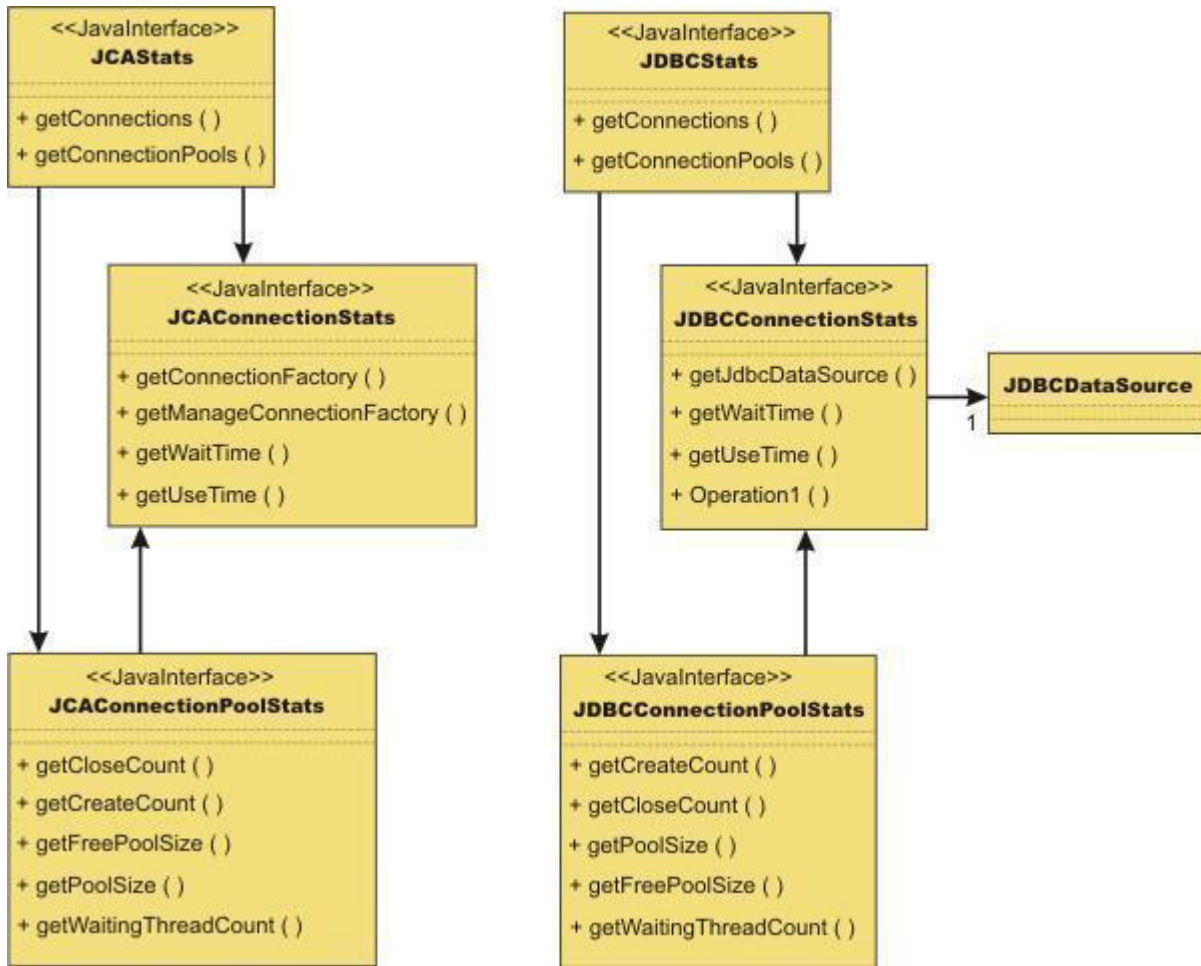 <<JavaInterface>>
JCAStats
+ getConnections ( )
+ getConnectionPools ( )
<<JavaInterface>>
JDBCStats
+ getConnections ( )
+ getConnectionPools ( )
<<JavaInterface>>
JCAConnectionStats
+ getConnectionFactory ( )
+ getManageConnectionFactory ( )
+ getWaitTime ( )
+ getUseTime ( )
<<JavaInterface>>
JDBCConnectionStats
+ getJdbcDataSource ( )
+ getWaitTime ( )
+ getUseTime ( )
+ Operation1 ( )
1
JDBCDataSource
<<JavaInterface>>
JCAConnectionPoolStats
+ getCloseCount ( )
+ getCreateCount ( )
+ getFreePoolSize ( )
+ getPoolSize ( )
+ getWaitingThreadCount ( )
<<JavaInterface>>
JDBCConnectionPoolStats
+ getCreateCount ( )
+ getCloseCount ( )
+ getPoolSize ( )
+ getFreePoolSize ( )
+ getWaitingThreadCount ( )